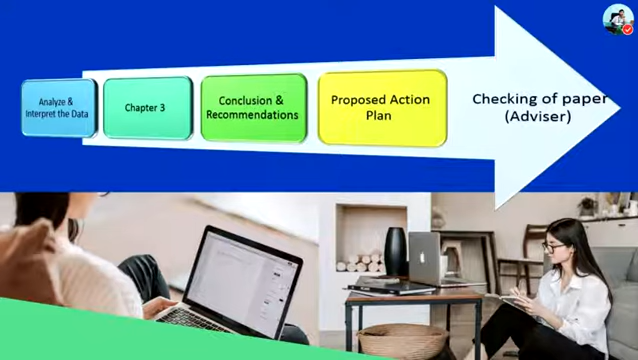 Analyze &
Interpret the Data
Chapter 3
Conclusion &
Recommendations
Proposed Action
Plan
Checking of paper
(Adviser)